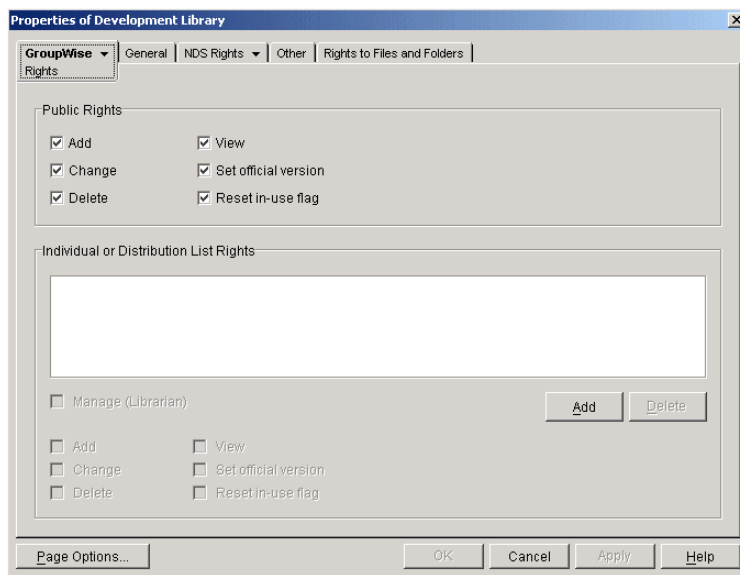 Properties of Development Library
GroupWise General NDS Rights Other Rights to Files and Folders
Rights
Public Rights
Add View
Change Set official version
Delete Reset in-use flag
Individual or Distribution List Rights
Manage (Librarian) Add Delete
Add View
Change Set official version
Delete Reset in-use flag
Page Options... OK Cancel Apply Help